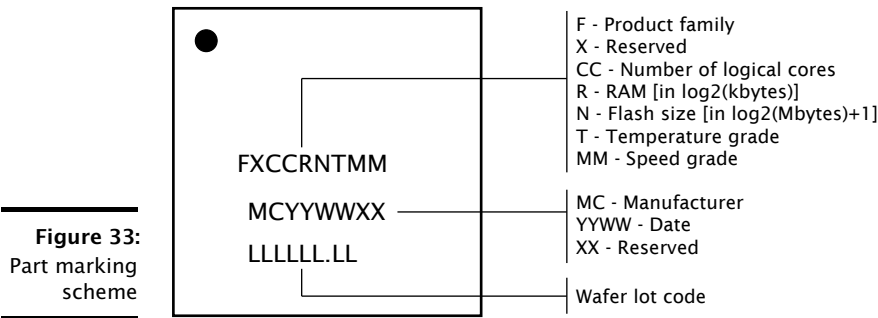 F - Product family
X - Reserved
CC - Number of logical cores
R - RAM [in log2(kbytes)]
N - Flash size [in log2(Mbytes)+1]
T - Temperature grade
MM - Speed grade
FXCCRNTMM
MCYYWWXX
MC - Manufacturer
YYWW - Date
XX - Reserved
LLLLLL.LL
Wafer lot code
Figure 33:
Part marking
scheme